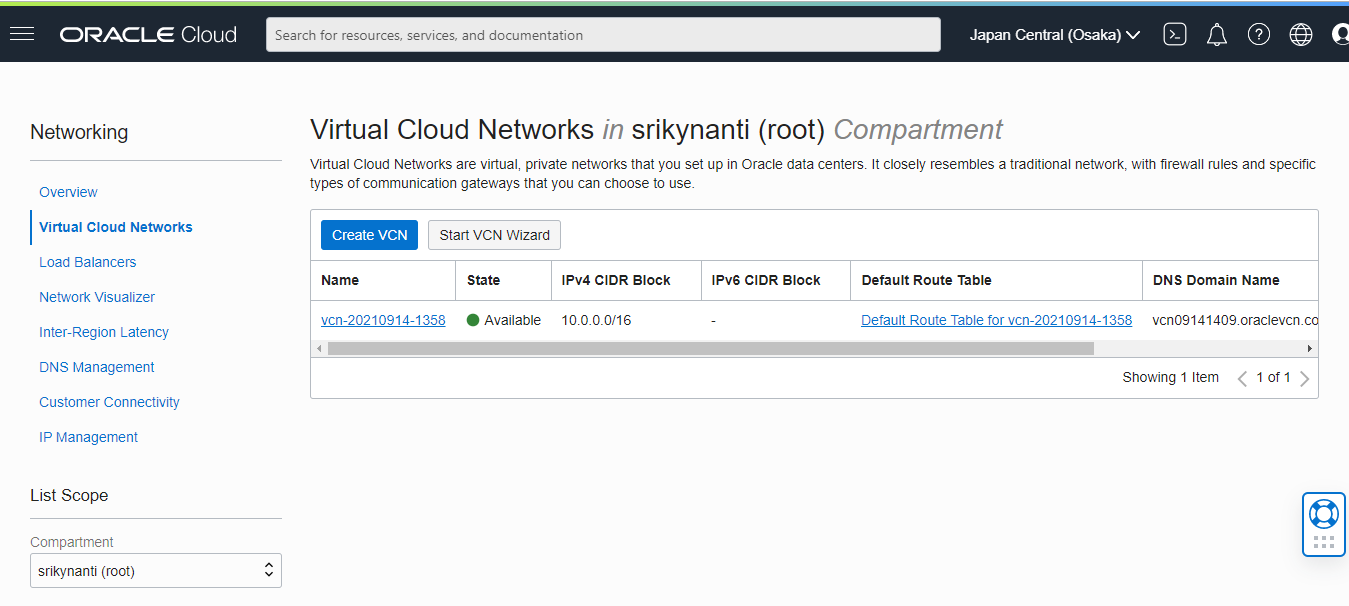 ORACLE Cloud
Search for resources, services, and documentation
Japan Central (Osaka)
Networking
Overview
Virtual Cloud Networks
Load Balancers
Network Visualizer
Inter-Region Latency
DNS Management
Customer Connectivity
IP Management
List Scope
Compartment
srikynanti (root)
Virtual Cloud Networks in srikynanti (root) Compartment
Virtual Cloud Networks are virtual, private networks that you set up in Oracle data centers. It closely resembles a traditional network, with firewall rules and specific
types of communication gateways that you can choose to use.
Create VCN Start VCN Wizard
Name State IPv4 CIDR Block IPv6 CIDR Block Default Route Table DNS Domain Name
vcn-20210914-1358 Available 10.0.0.0/16 - Default Route Table for vcn-20210914-1358 vcn09141409.oraclevcn.co
Showing 1 Item 1 of 1